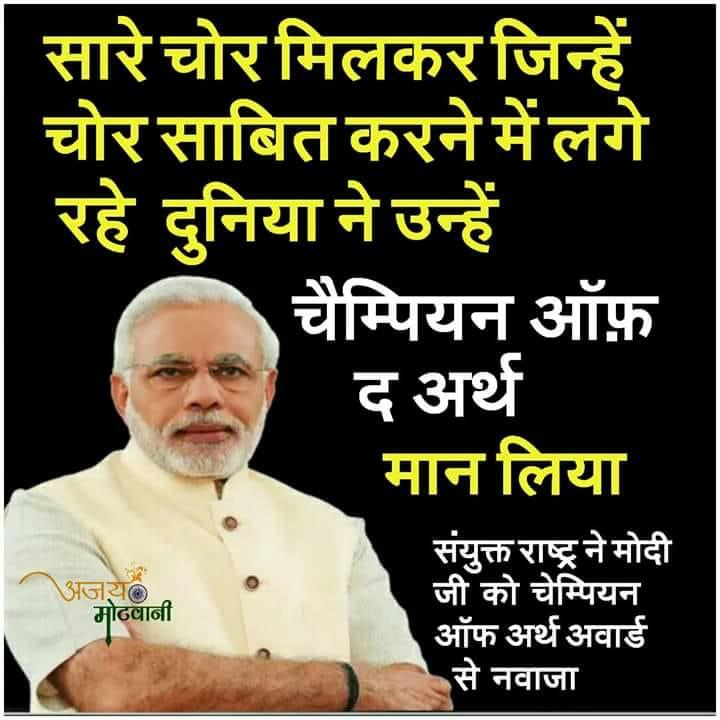 सारे चोर मिलकर जिन्हें
चोर साबित करने में लगे
रहे दुनिया ने उन्हें
चैम्पियन ऑफ़
द अर्थ
मान लिया
संयुक्त राष्ट्र ने मोदी
जी को चेम्पियन
ऑफ अर्थ अवार्ड
से नवाजा
अजय
मोटवानी